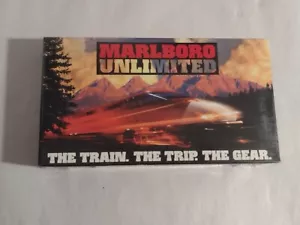 MARLBORO
UNLIMITED
THE TRAIN. THE TRIP. THE GEAR.